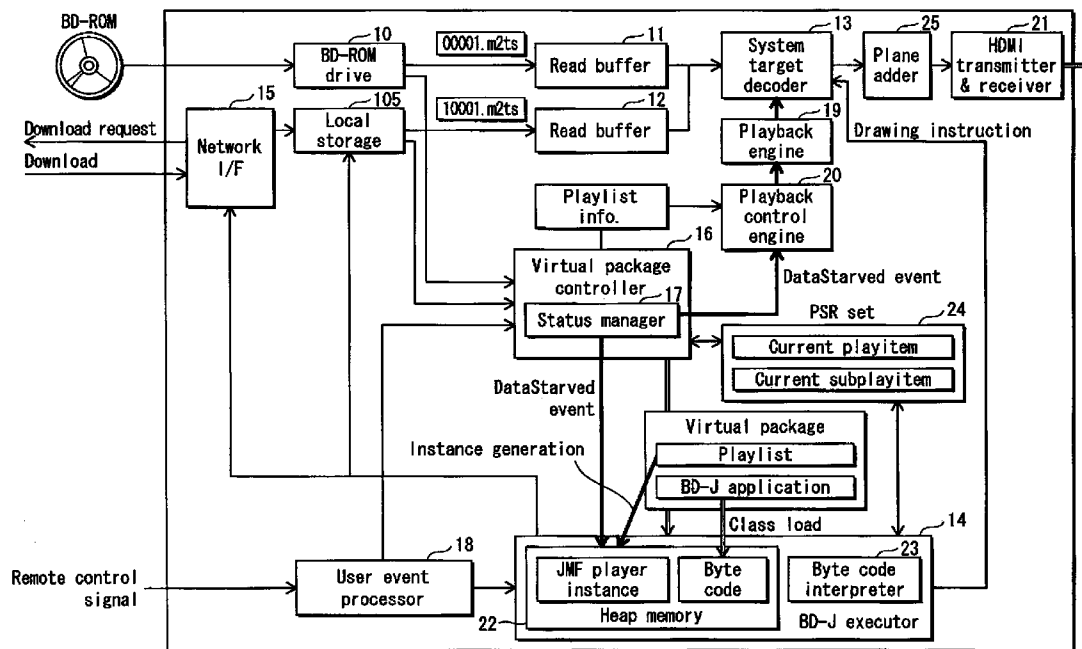 BD-ROM
10
BD-ROM
drive
00001.m2ts
11
Read buffer
13
System
target
decoder
25
Plane
adder
21
HDMI
transmitter
& receiver
15
Network
I/F
Download request
Download
105
Local
storage
10001.m2ts
12
Read buffer
19
Playback
engine
Drawing instruction
20
Playback
control
engine
Playlist
info.
16
Virtual package
controller
17
Status manager
DataStarved event
PSR set
24
Current playitem
Current subplayitem
DataStarved
event
Instance generation
Virtual package
Playlist
BD-J application
Class load
14
18
User event
processor
Remote control
signal
22
JMF player
instance
Byte
code
Heap memory
23
Byte code
interpreter
BD-J executor